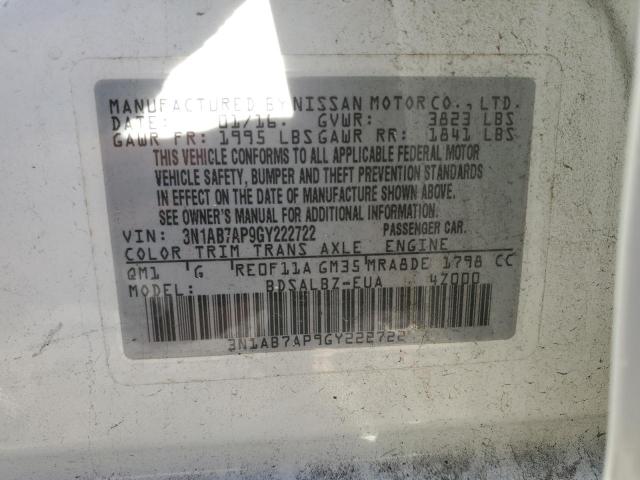 MANUFACTURED BY NISSAN MOTOR CO., LTD.
DATE: 01/16. GVWR: 3823 LBS
GAWR FR: 1995 LBS GAWR RR: 1841 LBS
THIS VEHICLE CONFORMS TO ALL APPLICABLE FEDERAL MOTOR
VEHICLE SAFETY, BUMPER AND THEFT PREVENTION STANDARDS
IN EFFECT ON THE DATE OF MANUFACTURE SHOWN ABOVE.
SEE OWNER'S MANUAL FOR ADDITIONAL INFORMATION.
VIN: 3N1AB7AP9GY222722 PASSENGER CAR.
COLOR TRIM TRANS AXLE ENGINE
QM1 G RE0F11A GM35 MRA8DE 1798 CC
MODEL: BDSALBZ-EUA 4Z000
3N1AB7AP9GY222722